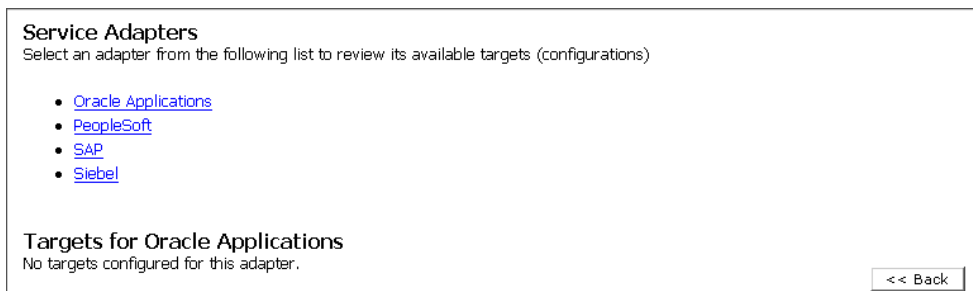 Service Adapters
Select an adapter from the following list to review its available targets (configurations)
Oracle Applications
PeopleSoft
SAP
Siebel
Targets for Oracle Applications
No targets configured for this adapter.
<< Back